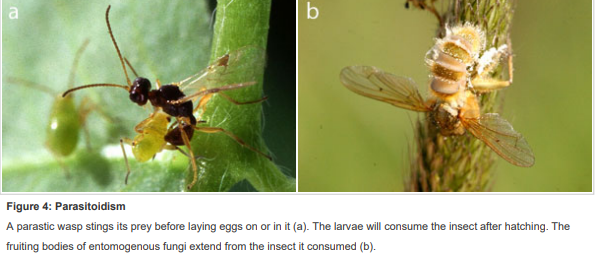 a
b
Figure 4: Parasitoidism
A parastic wasp stings its prey before laying eggs on or in it (a). The larvae will consume the insect after hatching. The
fruiting bodies of entomogenous fungi extend from the insect it consumed (b).